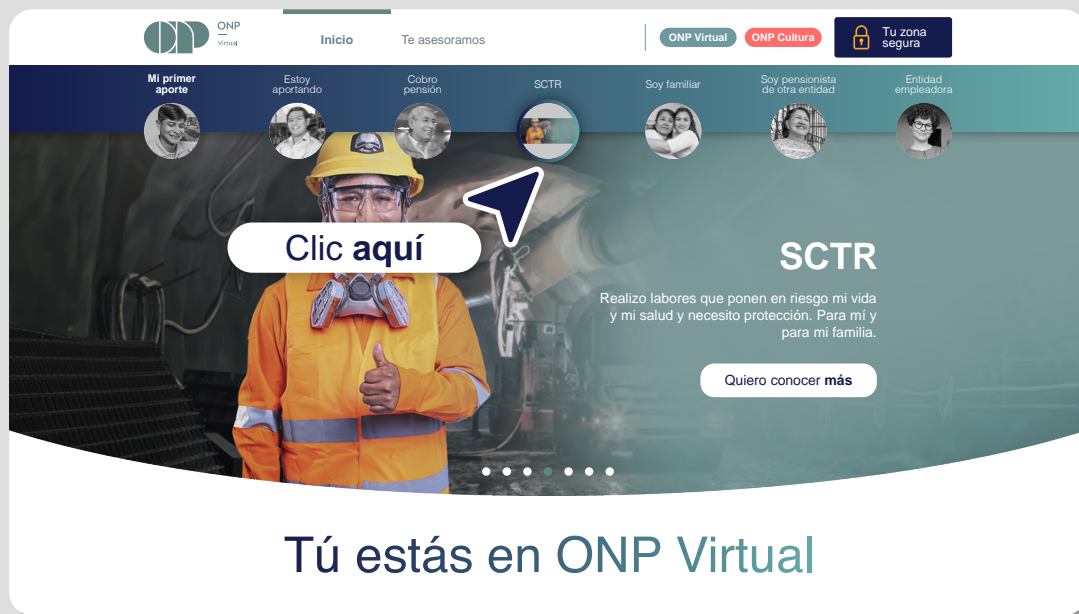 ONP
Virtual
Inicio
Te asesoramos
ONP Virtual
ONP Cultura
Tu zona
segura
Mi primer
aporte
Estoy
aportando
Cobro
pensión
SCTR
Soy familiar
Soy pensionista
de otra entidad
Entidad
empleadora
Clic aquí
SCTR
Realizo labores que ponen en riesgo mi vida
y mi salud y necesito protección. Para mí y
para mi familia.
Quiero conocer más
Tú estás en ONP Virtual